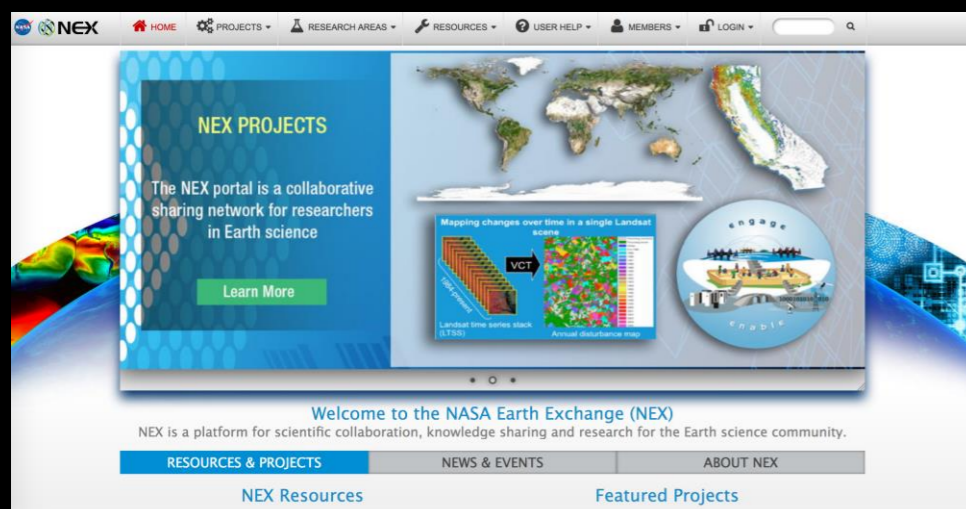 NASA NEX HOME PROJECTS RESEARCH AREAS RESOURCES USER HELP MEMBERS LOGIN
NEX PROJECTS
The NEX portal is a collaborative
sharing network for researchers
in Earth science
Learn More
Mapping changes over time in a single Landsat
scene
VCT
1984-present
Landsat time series stack
(LTSS)
Annual disturbance map
engage
enable
Welcome to the NASA Earth Exchange (NEX)
NEX is a platform for scientific collaboration, knowledge sharing and research for the Earth science community.
RESOURCES & PROJECTS NEWS & EVENTS ABOUT NEX
NEX Resources Featured Projects